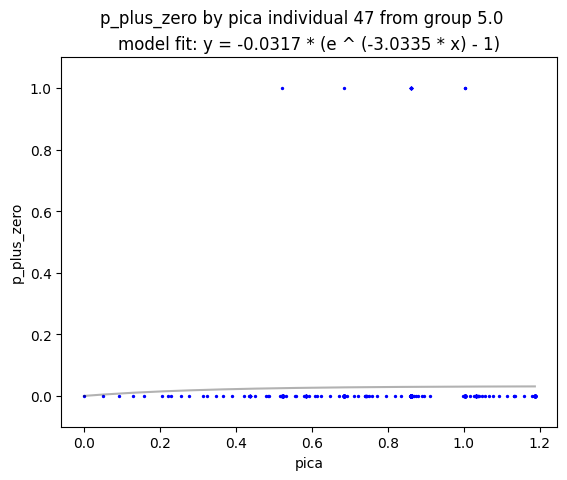 p_plus_zero by pica individual 47 from group 5.0
model fit: y = -0.0317 * (e ^ (-3.0335 * x) - 1)
1.0
0.8
0.6
0.4
0.2
0.0
p_plus_zero
0.0 0.2 0.4 0.6 0.8 1.0 1.2
pica